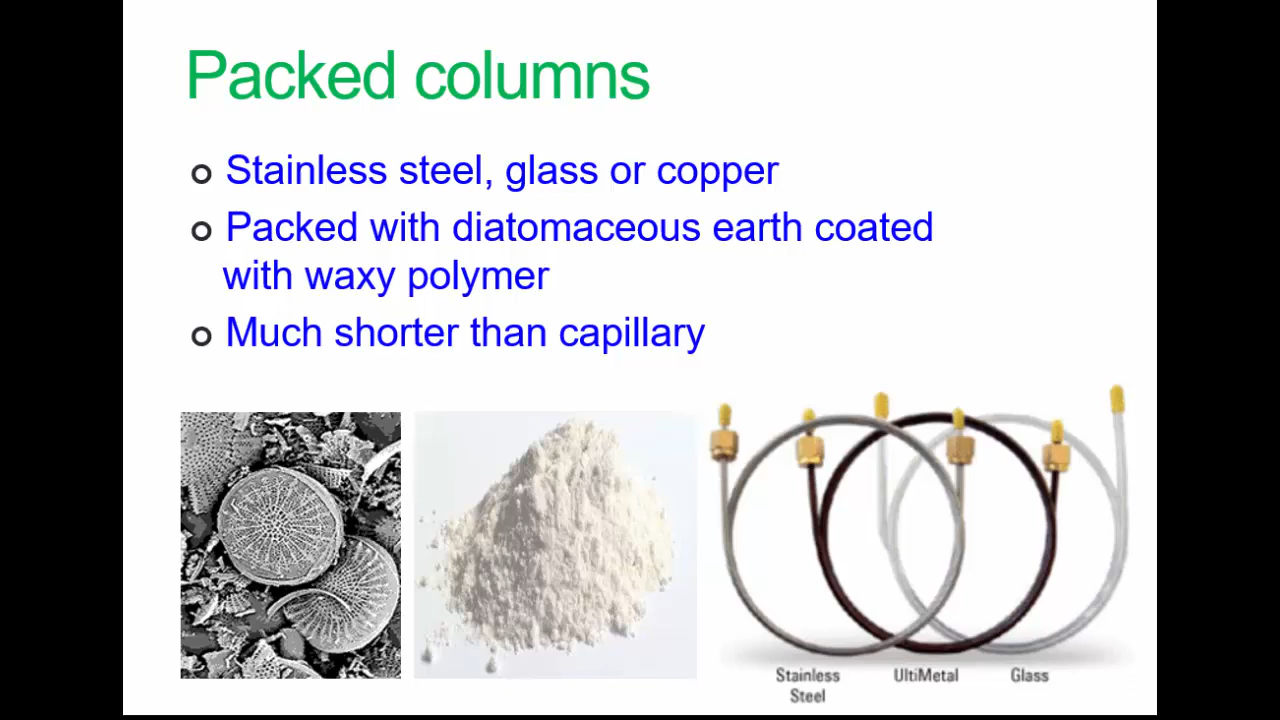 Packed columns
Stainless steel, glass or copper
Packed with diatomaceous earth coated
with waxy polymer
Much shorter than capillary
Stainless
Steel
UltiMetal
Glass